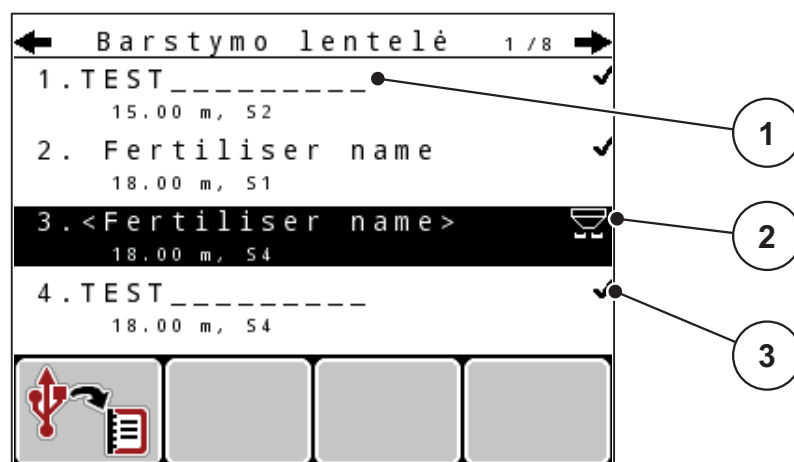 Barstymo lentelė 1/8
1.TEST_________
15.00 m, S2
2. Fertiliser name
18.00 m, S1
3.<Fertiliser name>
18.00 m, S4
4.TEST_________
18.00 m, S4
1
2
3